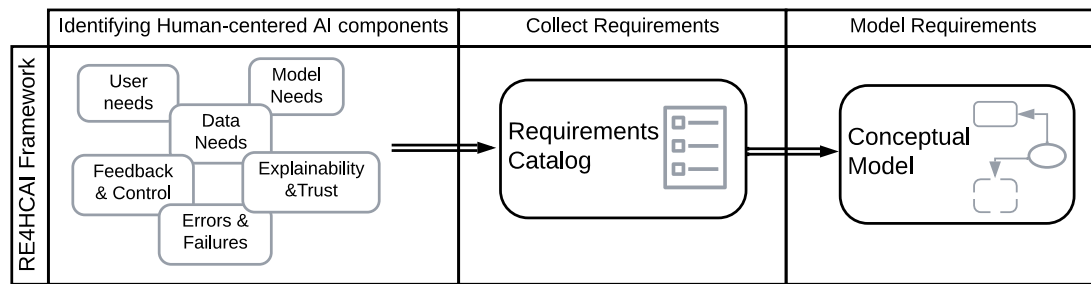 Identifying Human-centered AI components
Collect Requirements
Model Requirements
RE4HCAI Framework
User
needs
Model
Needs
Data
Needs
Feedback
& Control
Explainability
&Trust
Errors &
Failures
Requirements
Catalog
Conceptual
Model